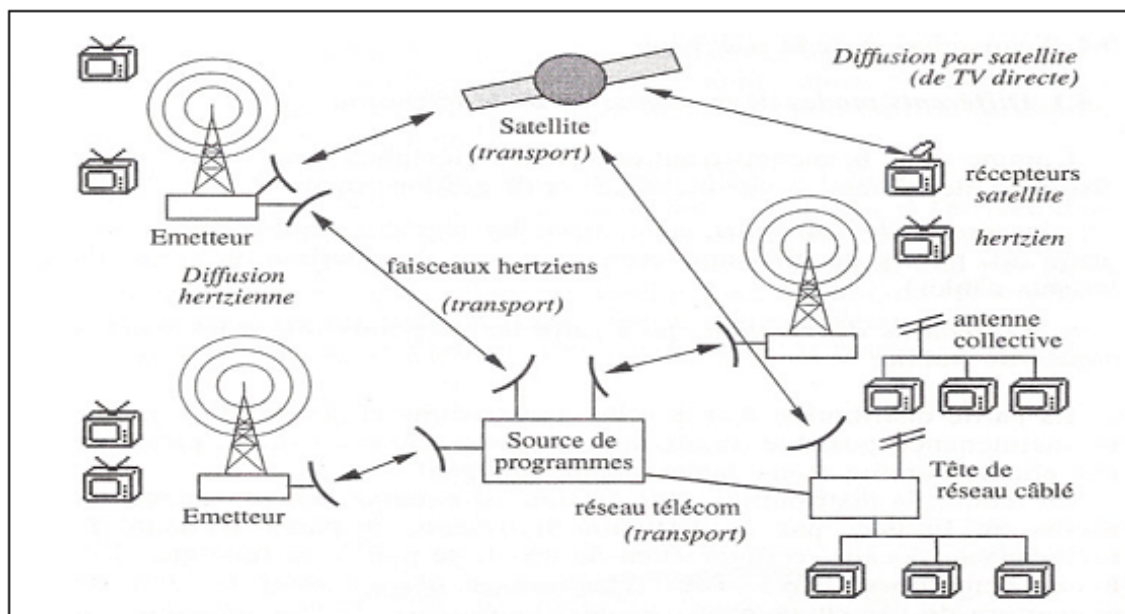 Diffusion par satellite
(de TV directe)
Satellite
(transport)
récepteurs
satellite
hertzien
Emetteur
Diffusion
hertzienne
faisceaux hertziens
(transport)
antenne
collective
Source de
programmes
Tête de
réseau câblé
réseau télécom
(transport)
Emetteur